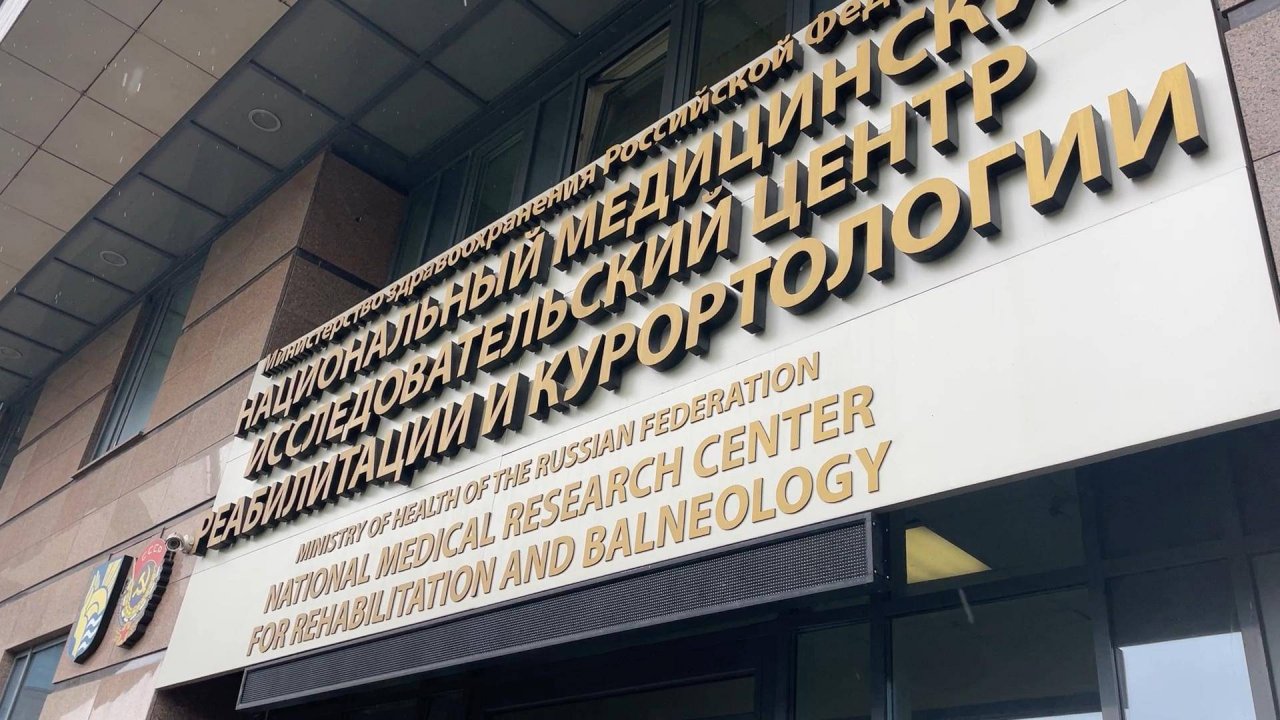 Министерство здравоохранения Российской
НАЦИОНАЛЬНЫЙ МЕДИЦИНСКИ
ИССЛЕДОВАТЕЛЬСКИЙ ЦЕНТР
РЕАБИЛИТАЦИИ И КУРОРТОЛОГИИ
MINISTRY OF HEALTH OF THE RUSSIAN FEDERATION
NATIONAL MEDICAL RESEARCH CENTER
FOR REHABILITATION AND BALNEOLOGY